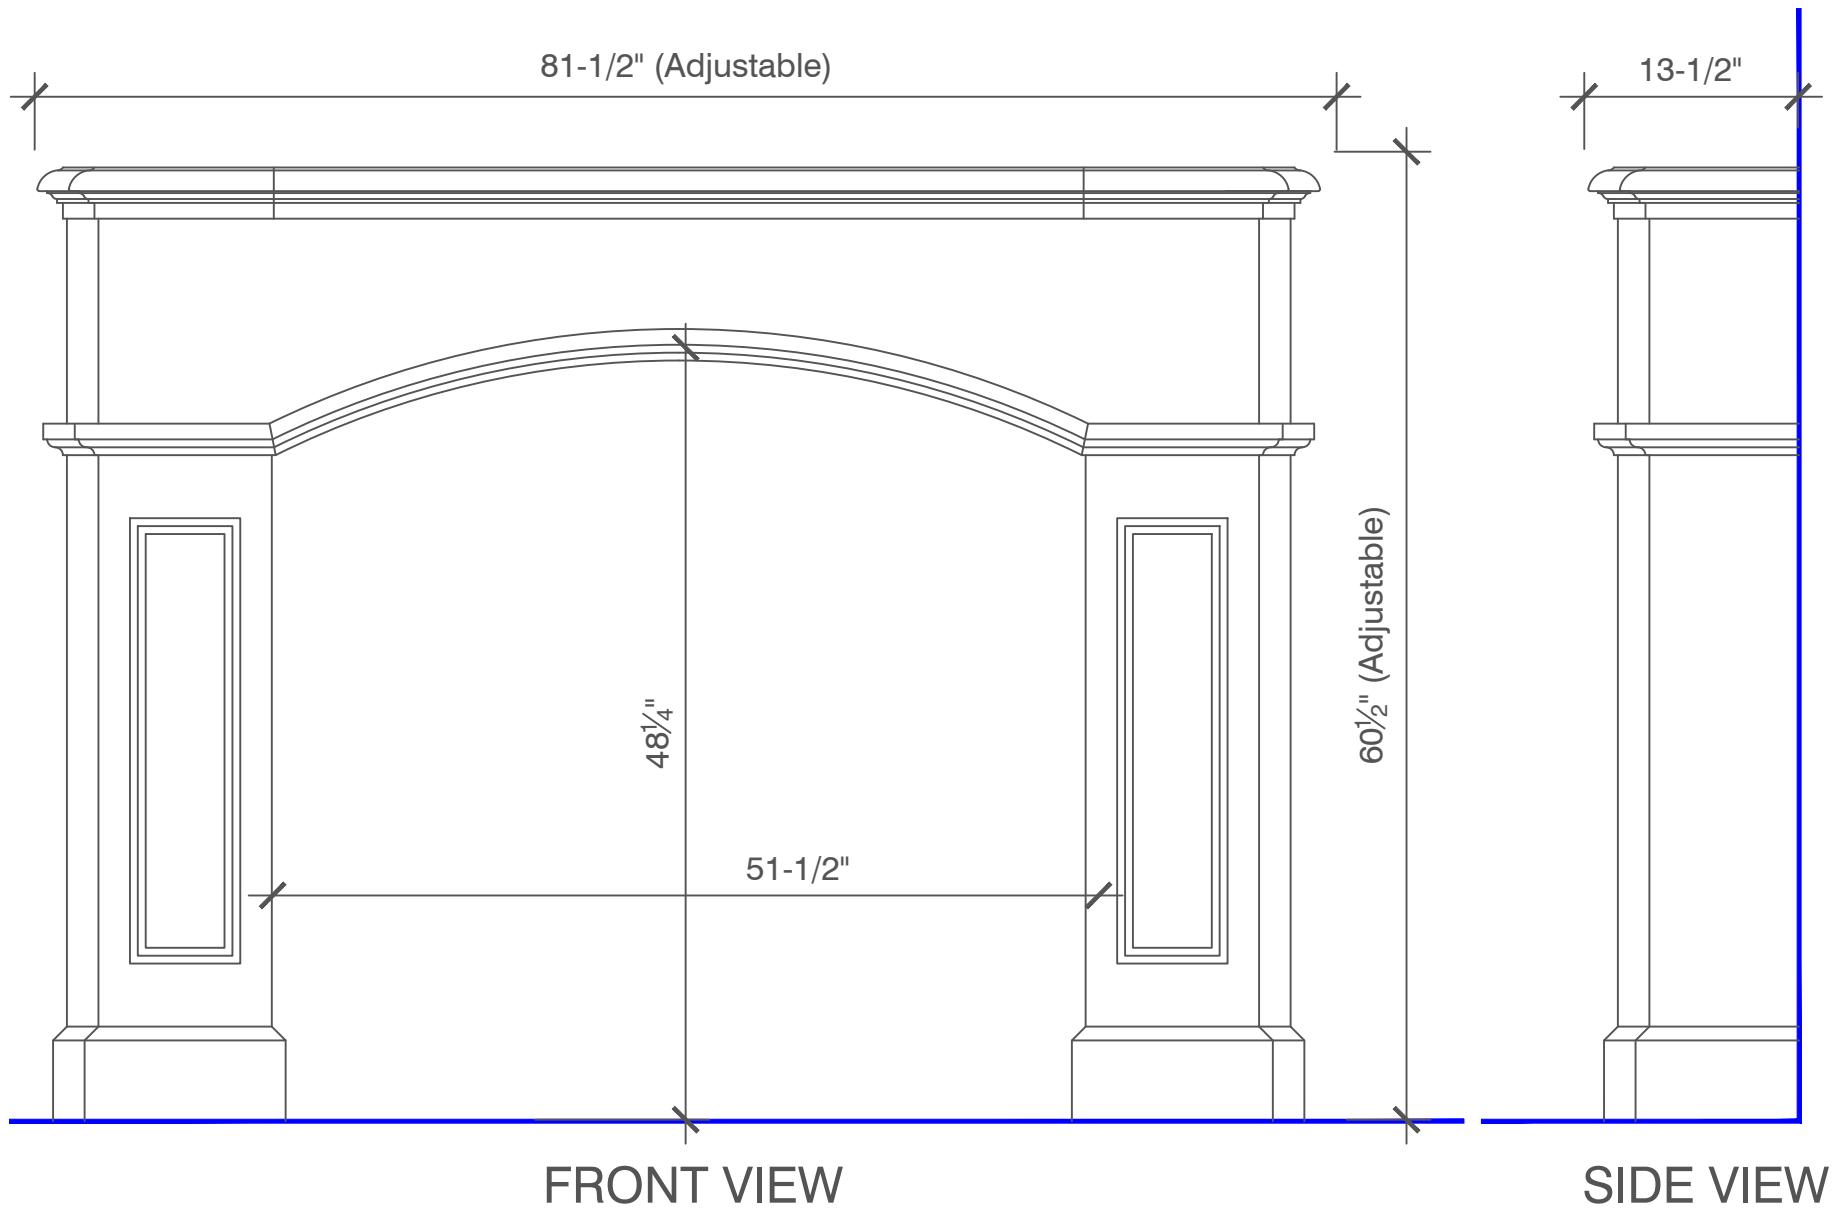 81-1/2" (Adjustable)
13-1/2"
60½" (Adjustable)
48¼"
51-1/2"
FRONT VIEW
SIDE VIEW